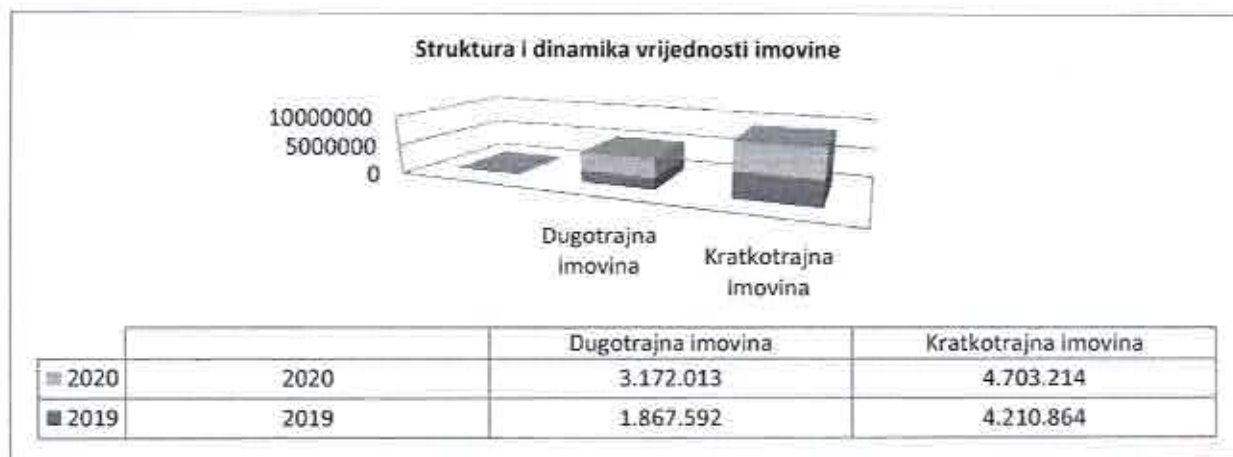 Struktura i dinamika vrijednosti imovine
10000000
5000000
0
Dugotrajna
imovina
Kratkotrajna
imovina
Dugotrajna imovina Kratkotrajna imovina
2020 2020 3.172.013 4.703.214
2019 2019 1.867.592 4.210.864